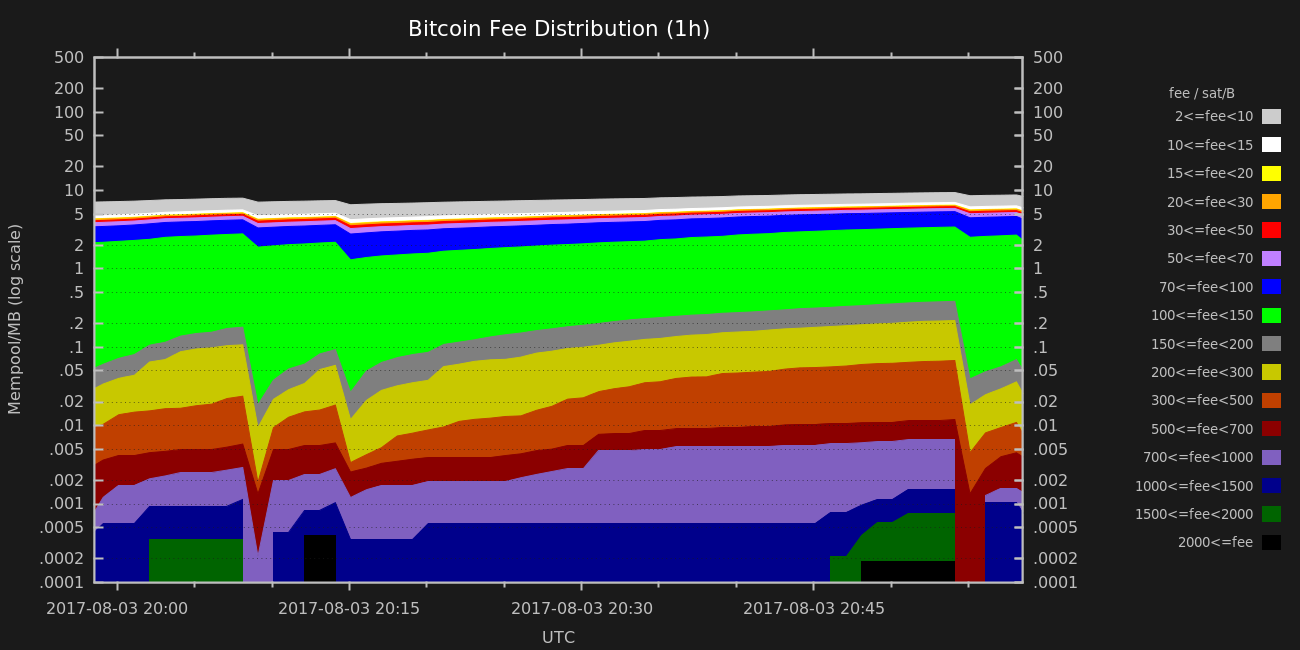 Bitcoin Fee Distribution (1h)
Mempool/MB (log scale)
500
200
100
50
20
10
5
2
1
.5
.2
.1
.05
.02
.01
.005
.002
.001
.0005
.0002
.0001
500
200
100
50
20
10
5
2
1
.5
.2
.1
.05
.02
.01
.005
.002
.001
.0005
.0002
.0001
2017-08-03 20:00 2017-08-03 20:15 2017-08-03 20:30 2017-08-03 20:45
UTC
fee / sat/B
2<=fee<10
10<=fee<15
15<=fee<20
20<=fee<30
30<=fee<50
50<=fee<70
70<=fee<100
100<=fee<150
150<=fee<200
200<=fee<300
300<=fee<500
500<=fee<700
700<=fee<1000
1000<=fee<1500
1500<=fee<2000
2000<=fee